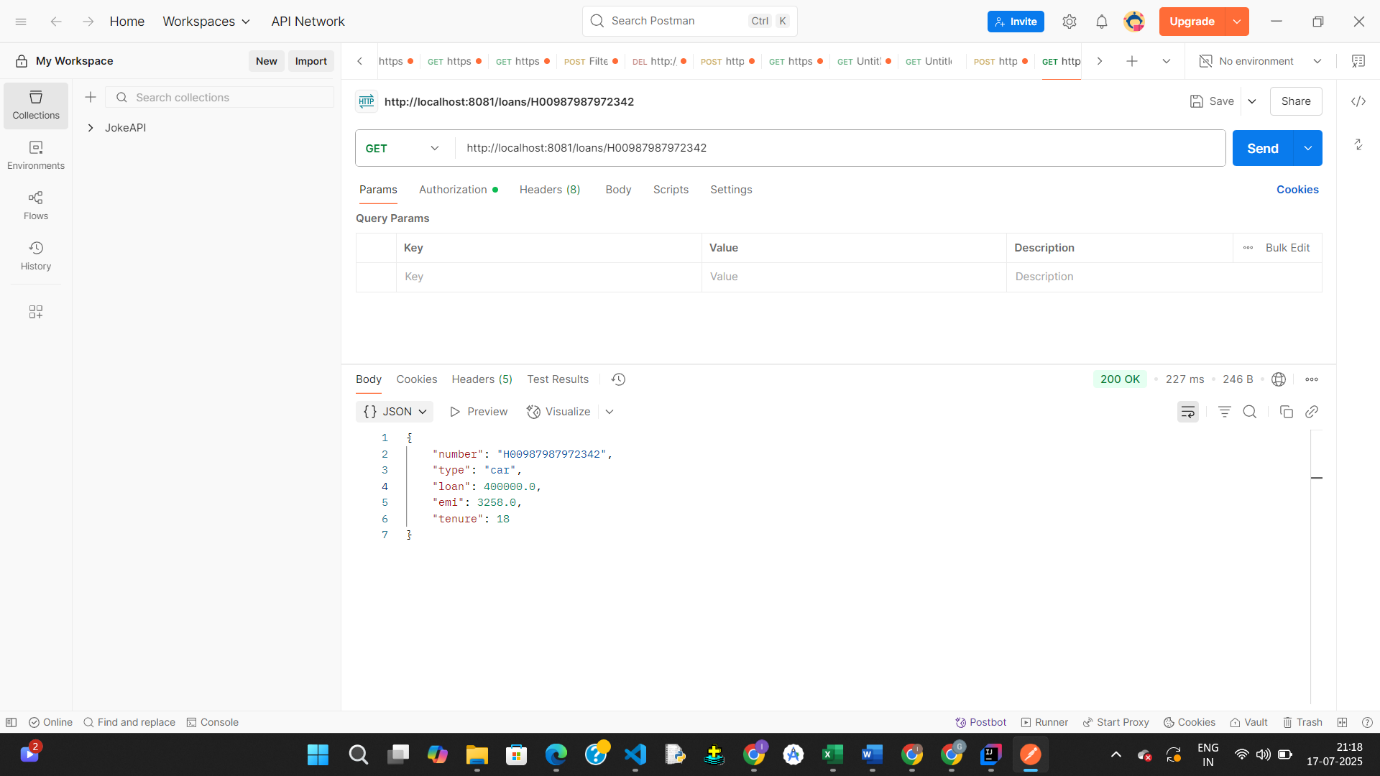 Home Workspaces API Network Search Postman Ctrl K Invite Upgrade
My Workspace New Import https GET https GET https POST Filte DEL http:/ POST http GET https GET Untit GET Untitle POST http GET http No environment
Collections
Search collections
JokeAPI
Environments
Flows
History
HTTP http://localhost:8081/loans/H00987987972342 Save Share
GET http://localhost:8081/loans/H00987987972342 Send
Params Authorization Headers (8) Body Scripts Settings Cookies
Query Params
Key Value Description Bulk Edit
Key Value Description
Body Cookies Headers (5) Test Results 200 OK 227 ms 246 B
{} JSON Preview Visualize
1 {
2 "number": "H00987987972342",
3 "type": "car",
4 "loan": 400000.0,
5 "emi": 3258.0,
6 "tenure": 18
7 }
Online Find and replace Console Postbot Runner Start Proxy Cookies Vault Trash
2 ENG 21:18
IN 17-07-2025